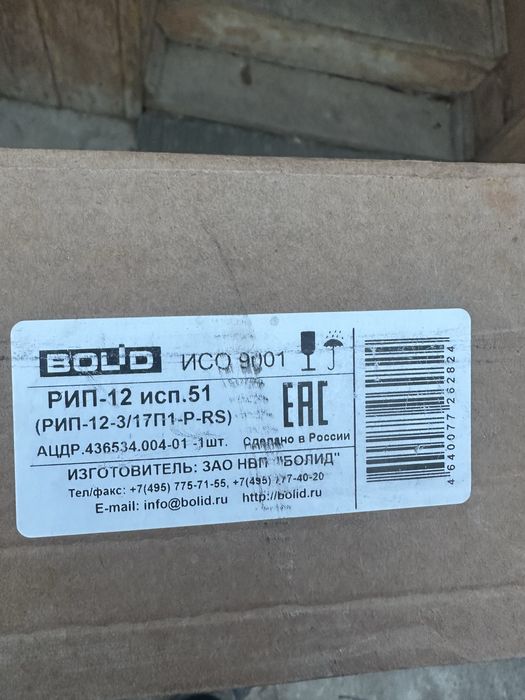 BOLID ИСО 9001
РИП-12 исп.51
(РИП-12-3/17П1-Р-RS)
ЕАС
АЦДР.436534.004-01 -1шт. Сделано в России
ИЗГОТОВИТЕЛЬ: ЗАО НВП "БОЛИД"
Тел/факс: +7(495) 775-71-55, +7(495) 777-40-20
E-mail: info@bolid.ru http://bolid.ru
4640077262824